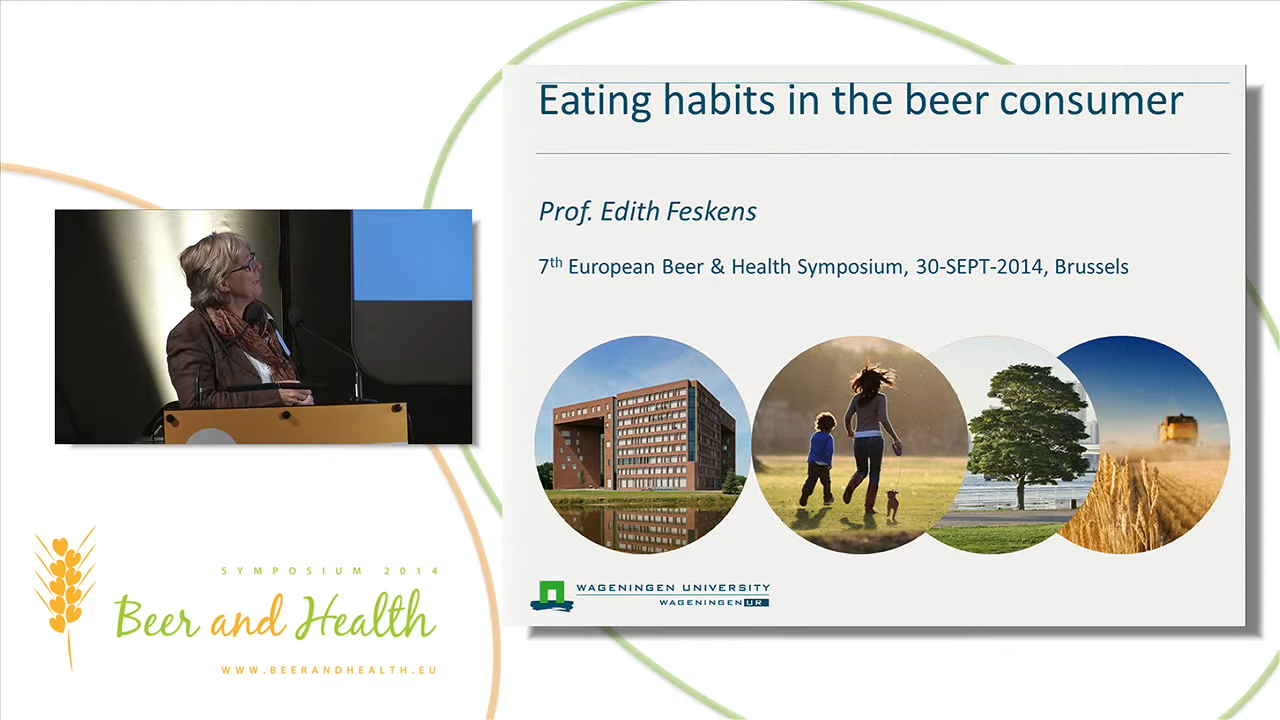 Eating habits in the beer consumer
Prof. Edith Feskens
7th European Beer & Health Symposium, 30-SEPT-2014, Brussels
WAGENINGEN UNIVERSITY
WAGENINGEN UR
SYMPOSIUM 2014
Beer and Health
WWW.BEERANDHEALTH.EU